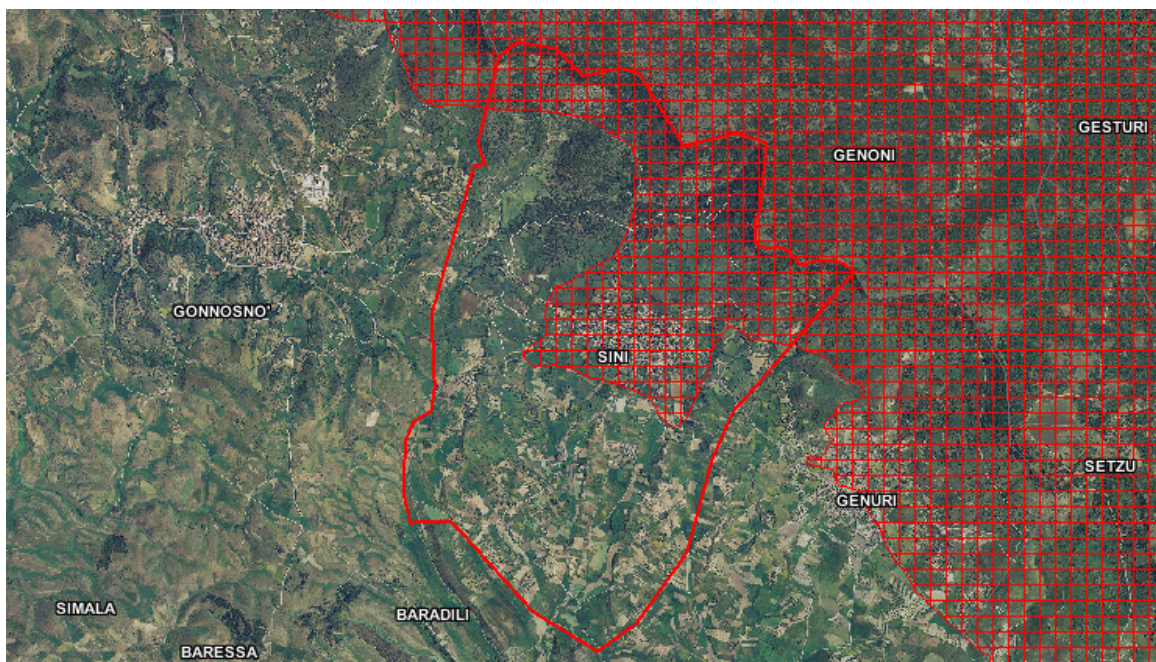 GESTURI
GENONI
GONNOSNO'
SINI
SETZU
GENURI
SIMALA
BARADILI
BARESSA